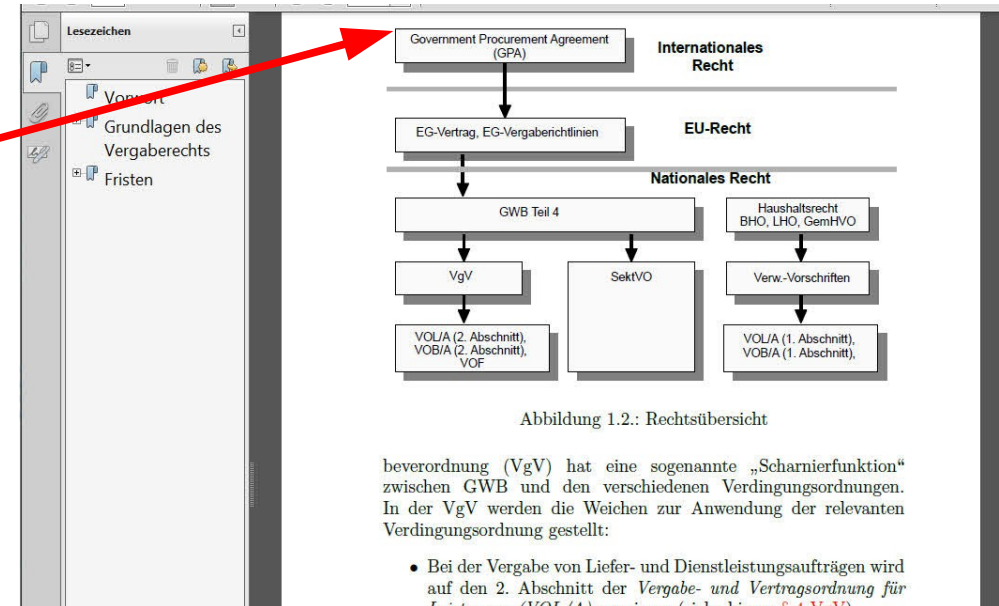 Lesezeichen
Vorwort
Grundlagen des
Vergaberechts
Fristen
Government Procurement Agreement
(GPA)
Internationales
Recht
EG-Vertrag, EG-Vergaberichtlinien
EU-Recht
Nationales Recht
GWB Teil 4
Haushaltsrecht
BHO, LHO, GemHVO
VgV
SektVO
Verw.-Vorschriften
VOL/A (2. Abschnitt),
VOB/A (2. Abschnitt),
VOF
VOL/A (1. Abschnitt),
VOB/A (1. Abschnitt),
Abbildung 1.2.: Rechtsübersicht
beverordnung (VgV) hat eine sogenannte „Scharnierfunktion“
zwischen GWB und den verschiedenen Verdingungsordnungen.
In der VgV werden die Weichen zur Anwendung der relevanten
Verdingungsordnung gestellt:
• Bei der Vergabe von Liefer- und Dienstleistungsaufträgen wird
auf den 2. Abschnitt der Vergabe- und Vertragsordnung für